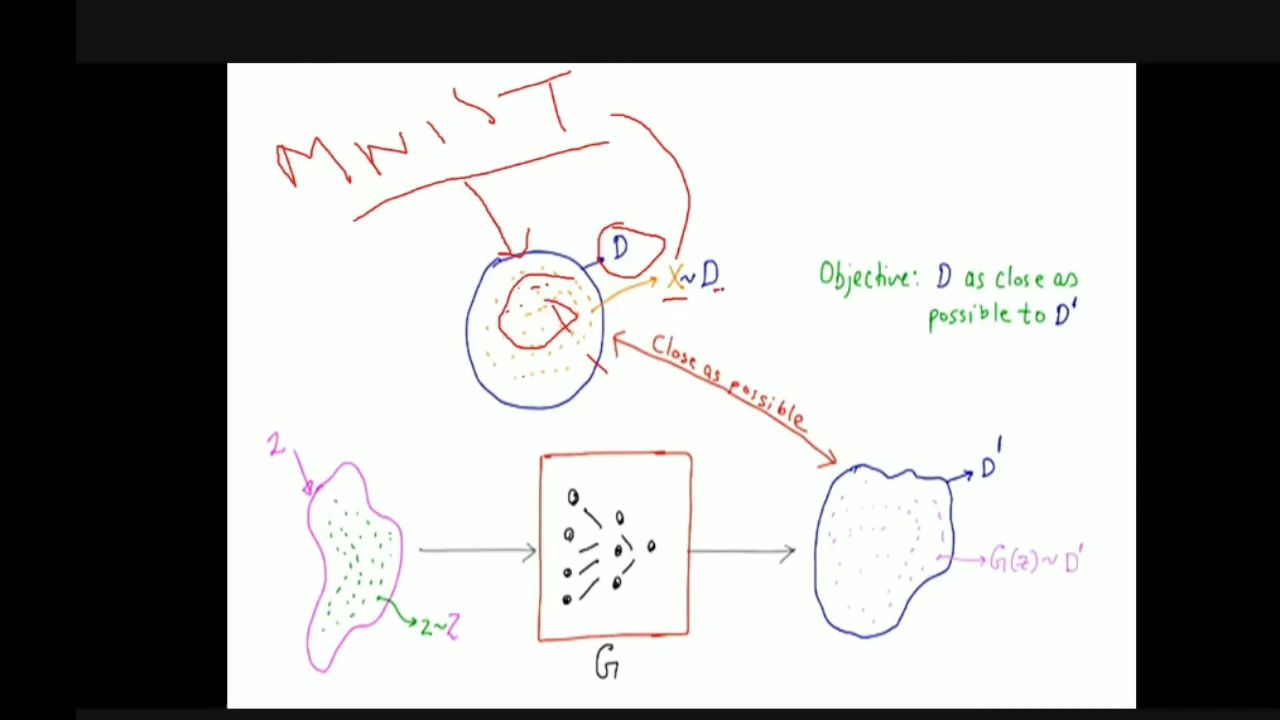 MNIST
D
X~D
Objective: D as close as
possible to D'
Close as possible
Z
D'
G(z)~D'
z~Z
G